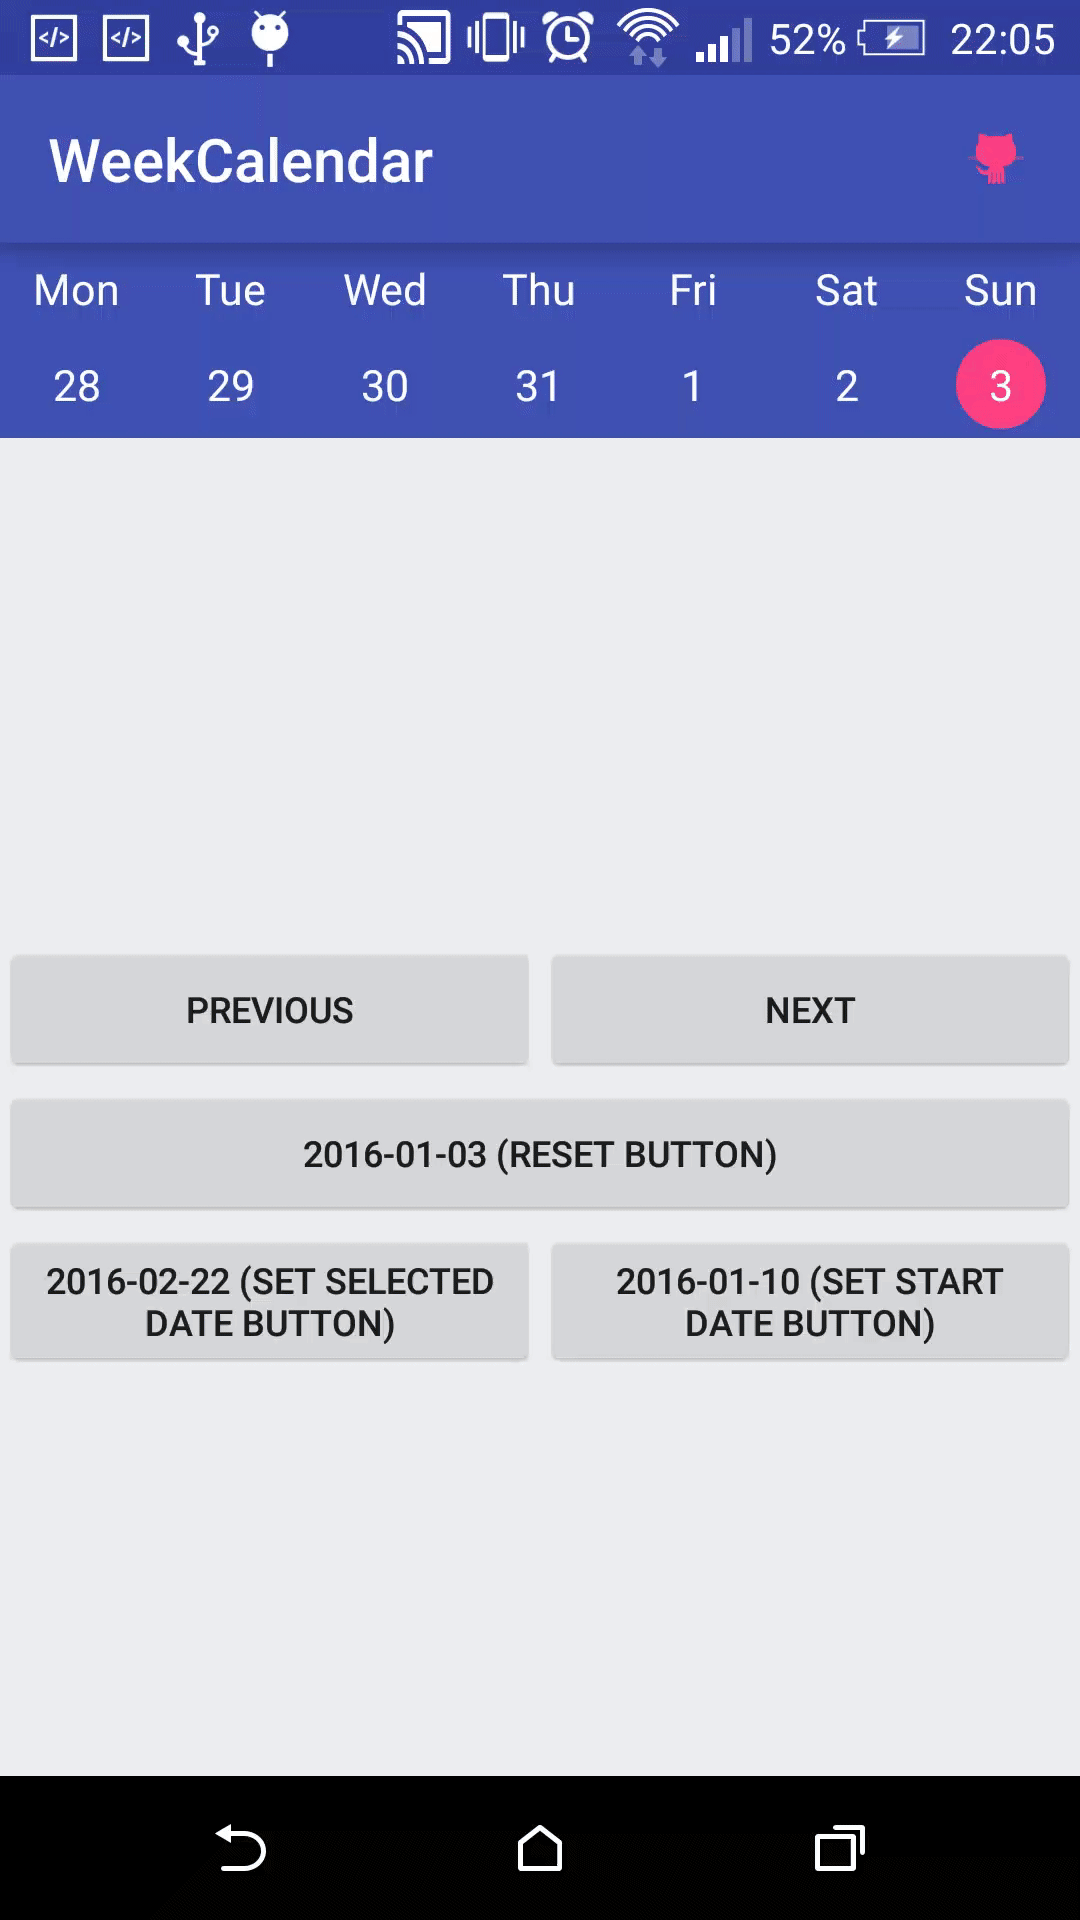 52% 22:05
WeekCalendar
Mon Tue Wed Thu Fri Sat Sun
28 29 30 31 1 2 3
PREVIOUS NEXT
2016-01-03 (RESET BUTTON)
2016-02-22 (SET SELECTED
DATE BUTTON)
2016-01-10 (SET START
DATE BUTTON)